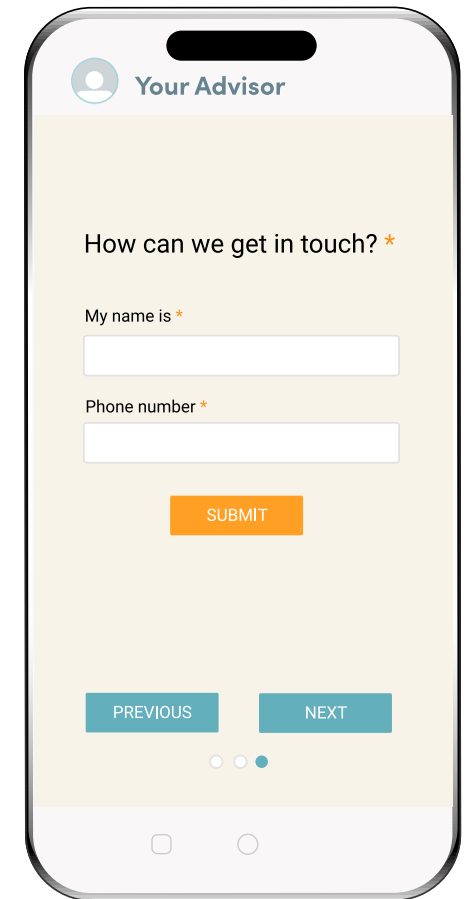 Your Advisor
How can we get in touch? *
My name is *
Phone number *
SUBMIT
PREVIOUS NEXT